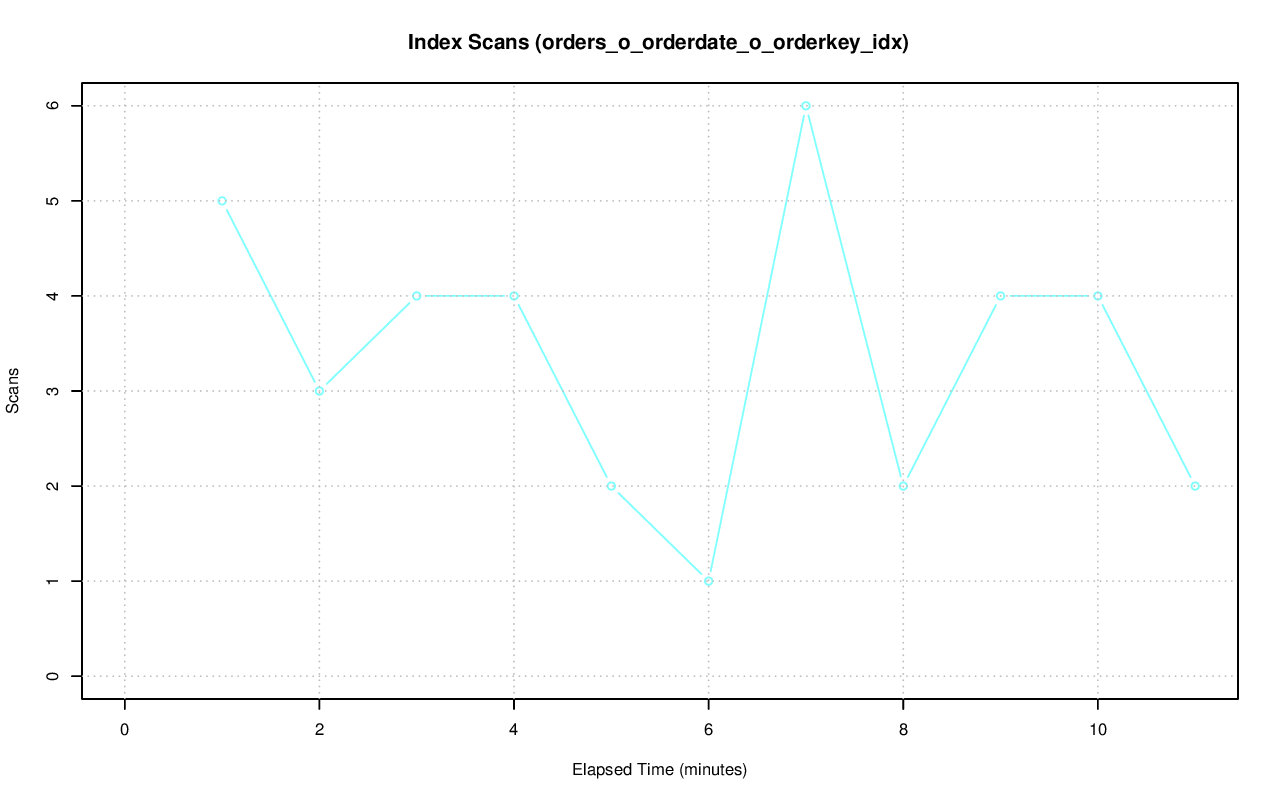 Index Scans (orders_o_orderdate_o_orderkey_idx)
6
5
4
3
2
1
0
Scans
0 2 4 6 8 10
Elapsed Time (minutes)